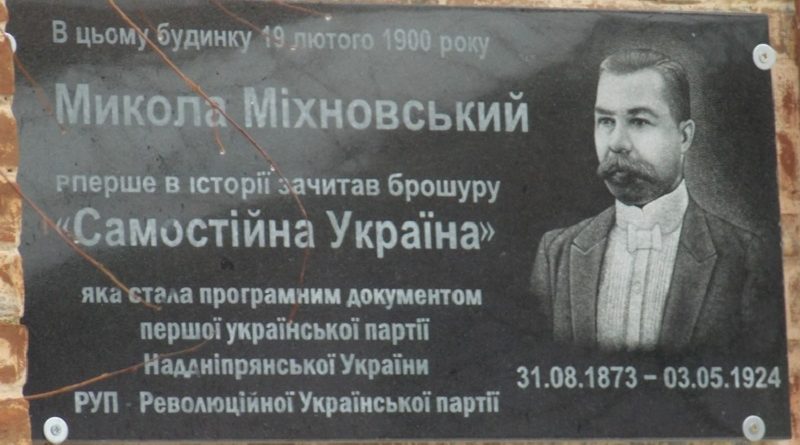 В цьому будинку 19 лютого 1900 року
Микола Міхновський
вперше в історії зачитав брошуру
«Самостійна Україна»
яка стала програмним документом
першої української партії
Наддніпрянської України
РУП - Революційної Української партії
31.08.1873 – 03.05.1924